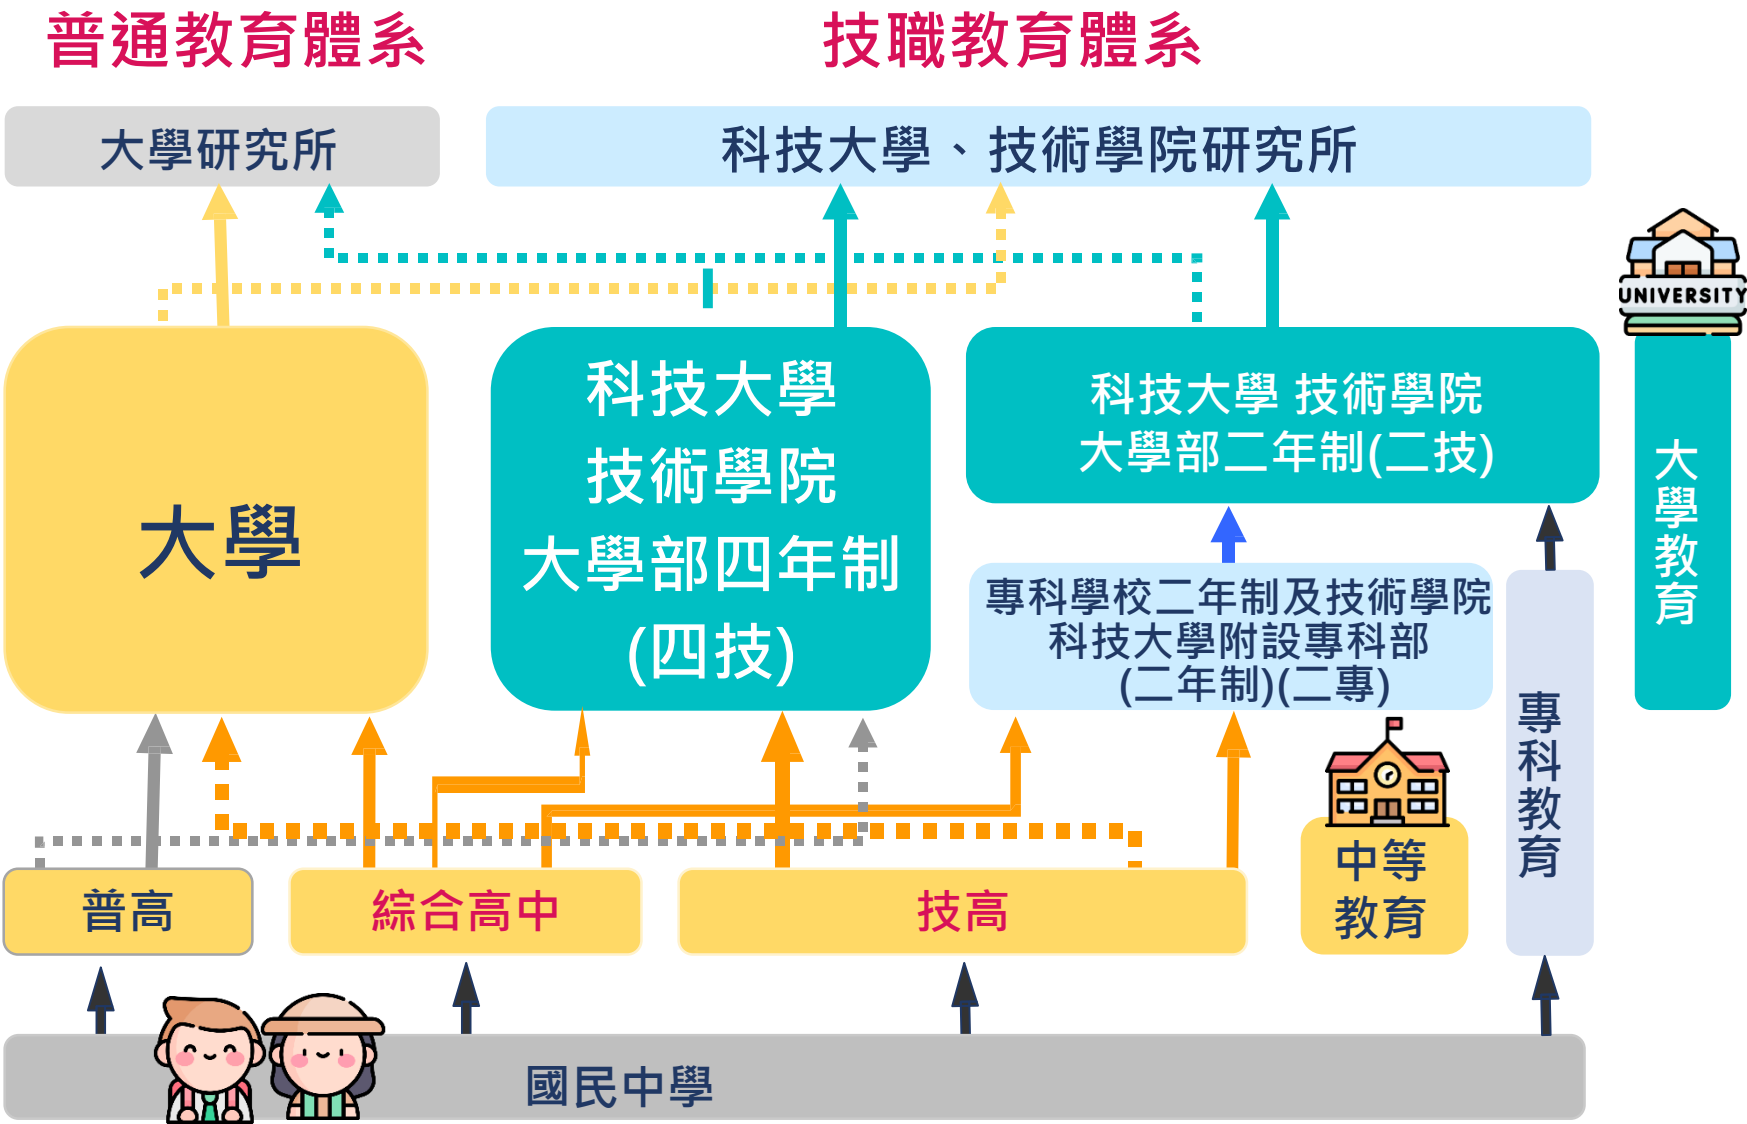 普通教育體系
技職教育體系
大學研究所
科技大學、技術學院研究所
UNIVERSITY
大學
科技大學
技術學院
大學部四年制
(四技)
科技大學 技術學院
大學部二年制(二技)
大學教育
專科學校二年制及技術學院
科技大學附設專科部
(二年制)(二專)
專科教育
中等
教育
普高
綜合高中
技高
國民中學